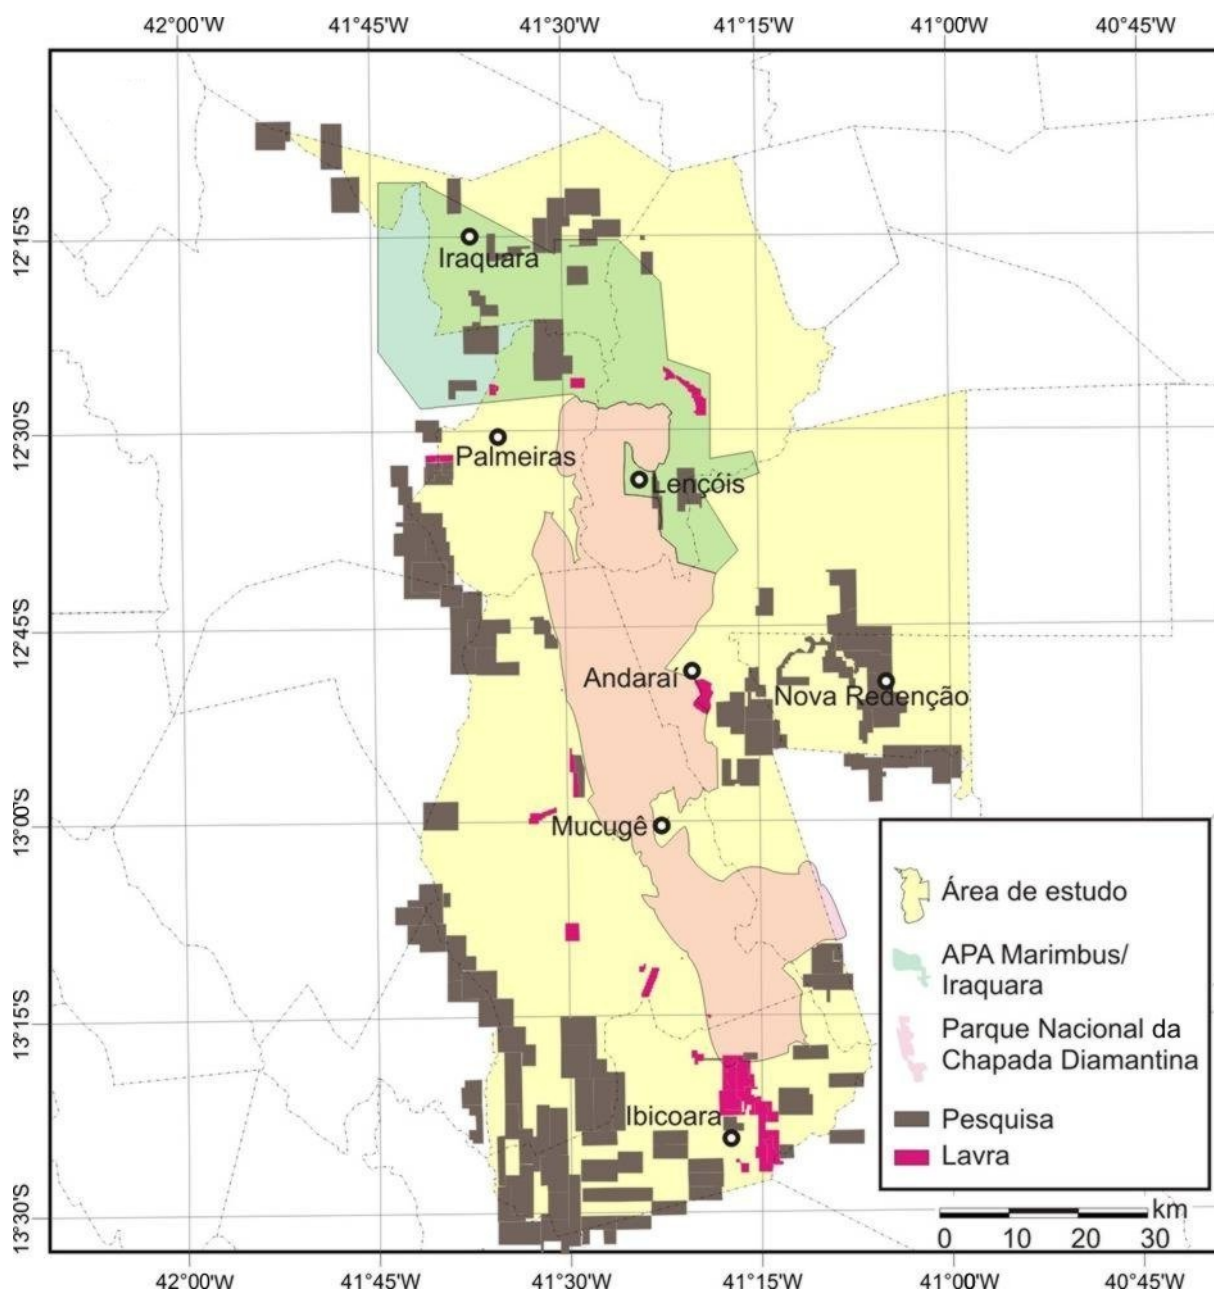 42°00'W 41°45'W 41°30'W 41°15'W 41°00'W 40°45'W
12°15'S
Iraquara
12°30'S
Palmeiras
Lençóis
12°45'S
Andaraí
Nova Redenção
13°00'S
Mucugê
Área de estudo
APA Marimbus/
Iraquara
13°15'S
Parque Nacional da
Chapada Diamantina
Ibicoara
Pesquisa
Lavra
13°30'S
km
0 10 20 30
42°00'W 41°45'W 41°30'W 41°15'W 41°00'W 40°45'W